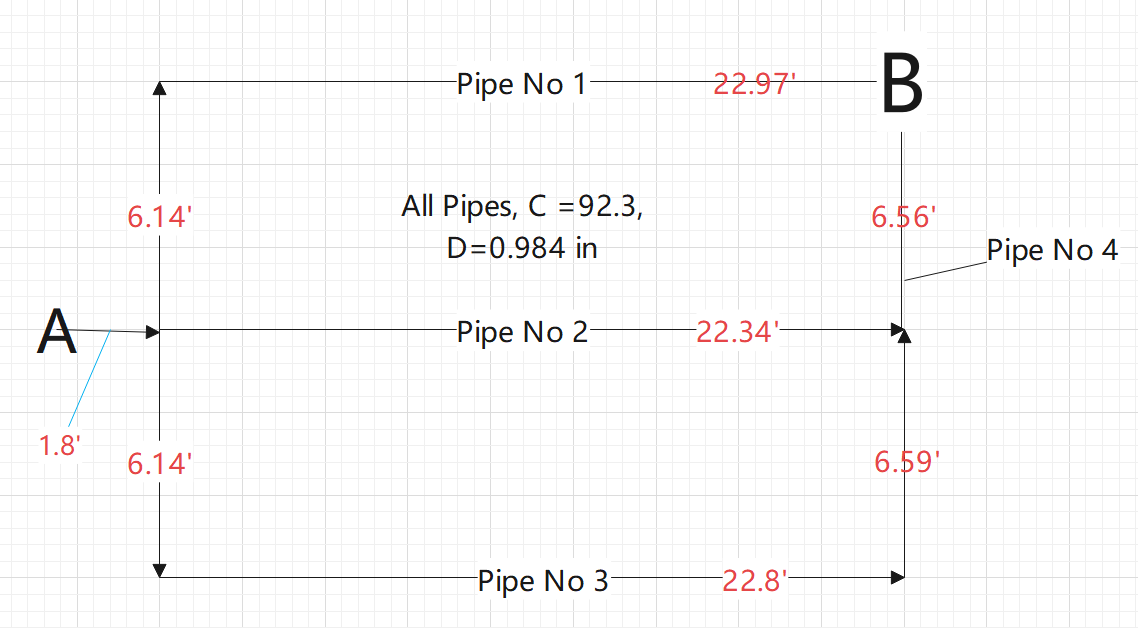 Pipe No 1
22.97'
B
6.14'
All Pipes, C =92.3,
D=0.984 in
6.56'
Pipe No 4
A
Pipe No 2
22.34'
1.8'
6.14'
6.59'
Pipe No 3
22.8'